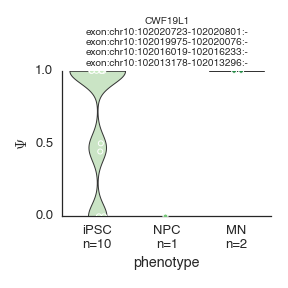 CWF19L1
exon:chr10:102020723-102020801:-
exon:chr10:102019975-102020076:-
exon:chr10:102016019-102016233:-
exon:chr10:102013178-102013296:-
1.0
0.5
0.0
Ψ
iPSC NPC MN
n=10 n=1 n=2
phenotype